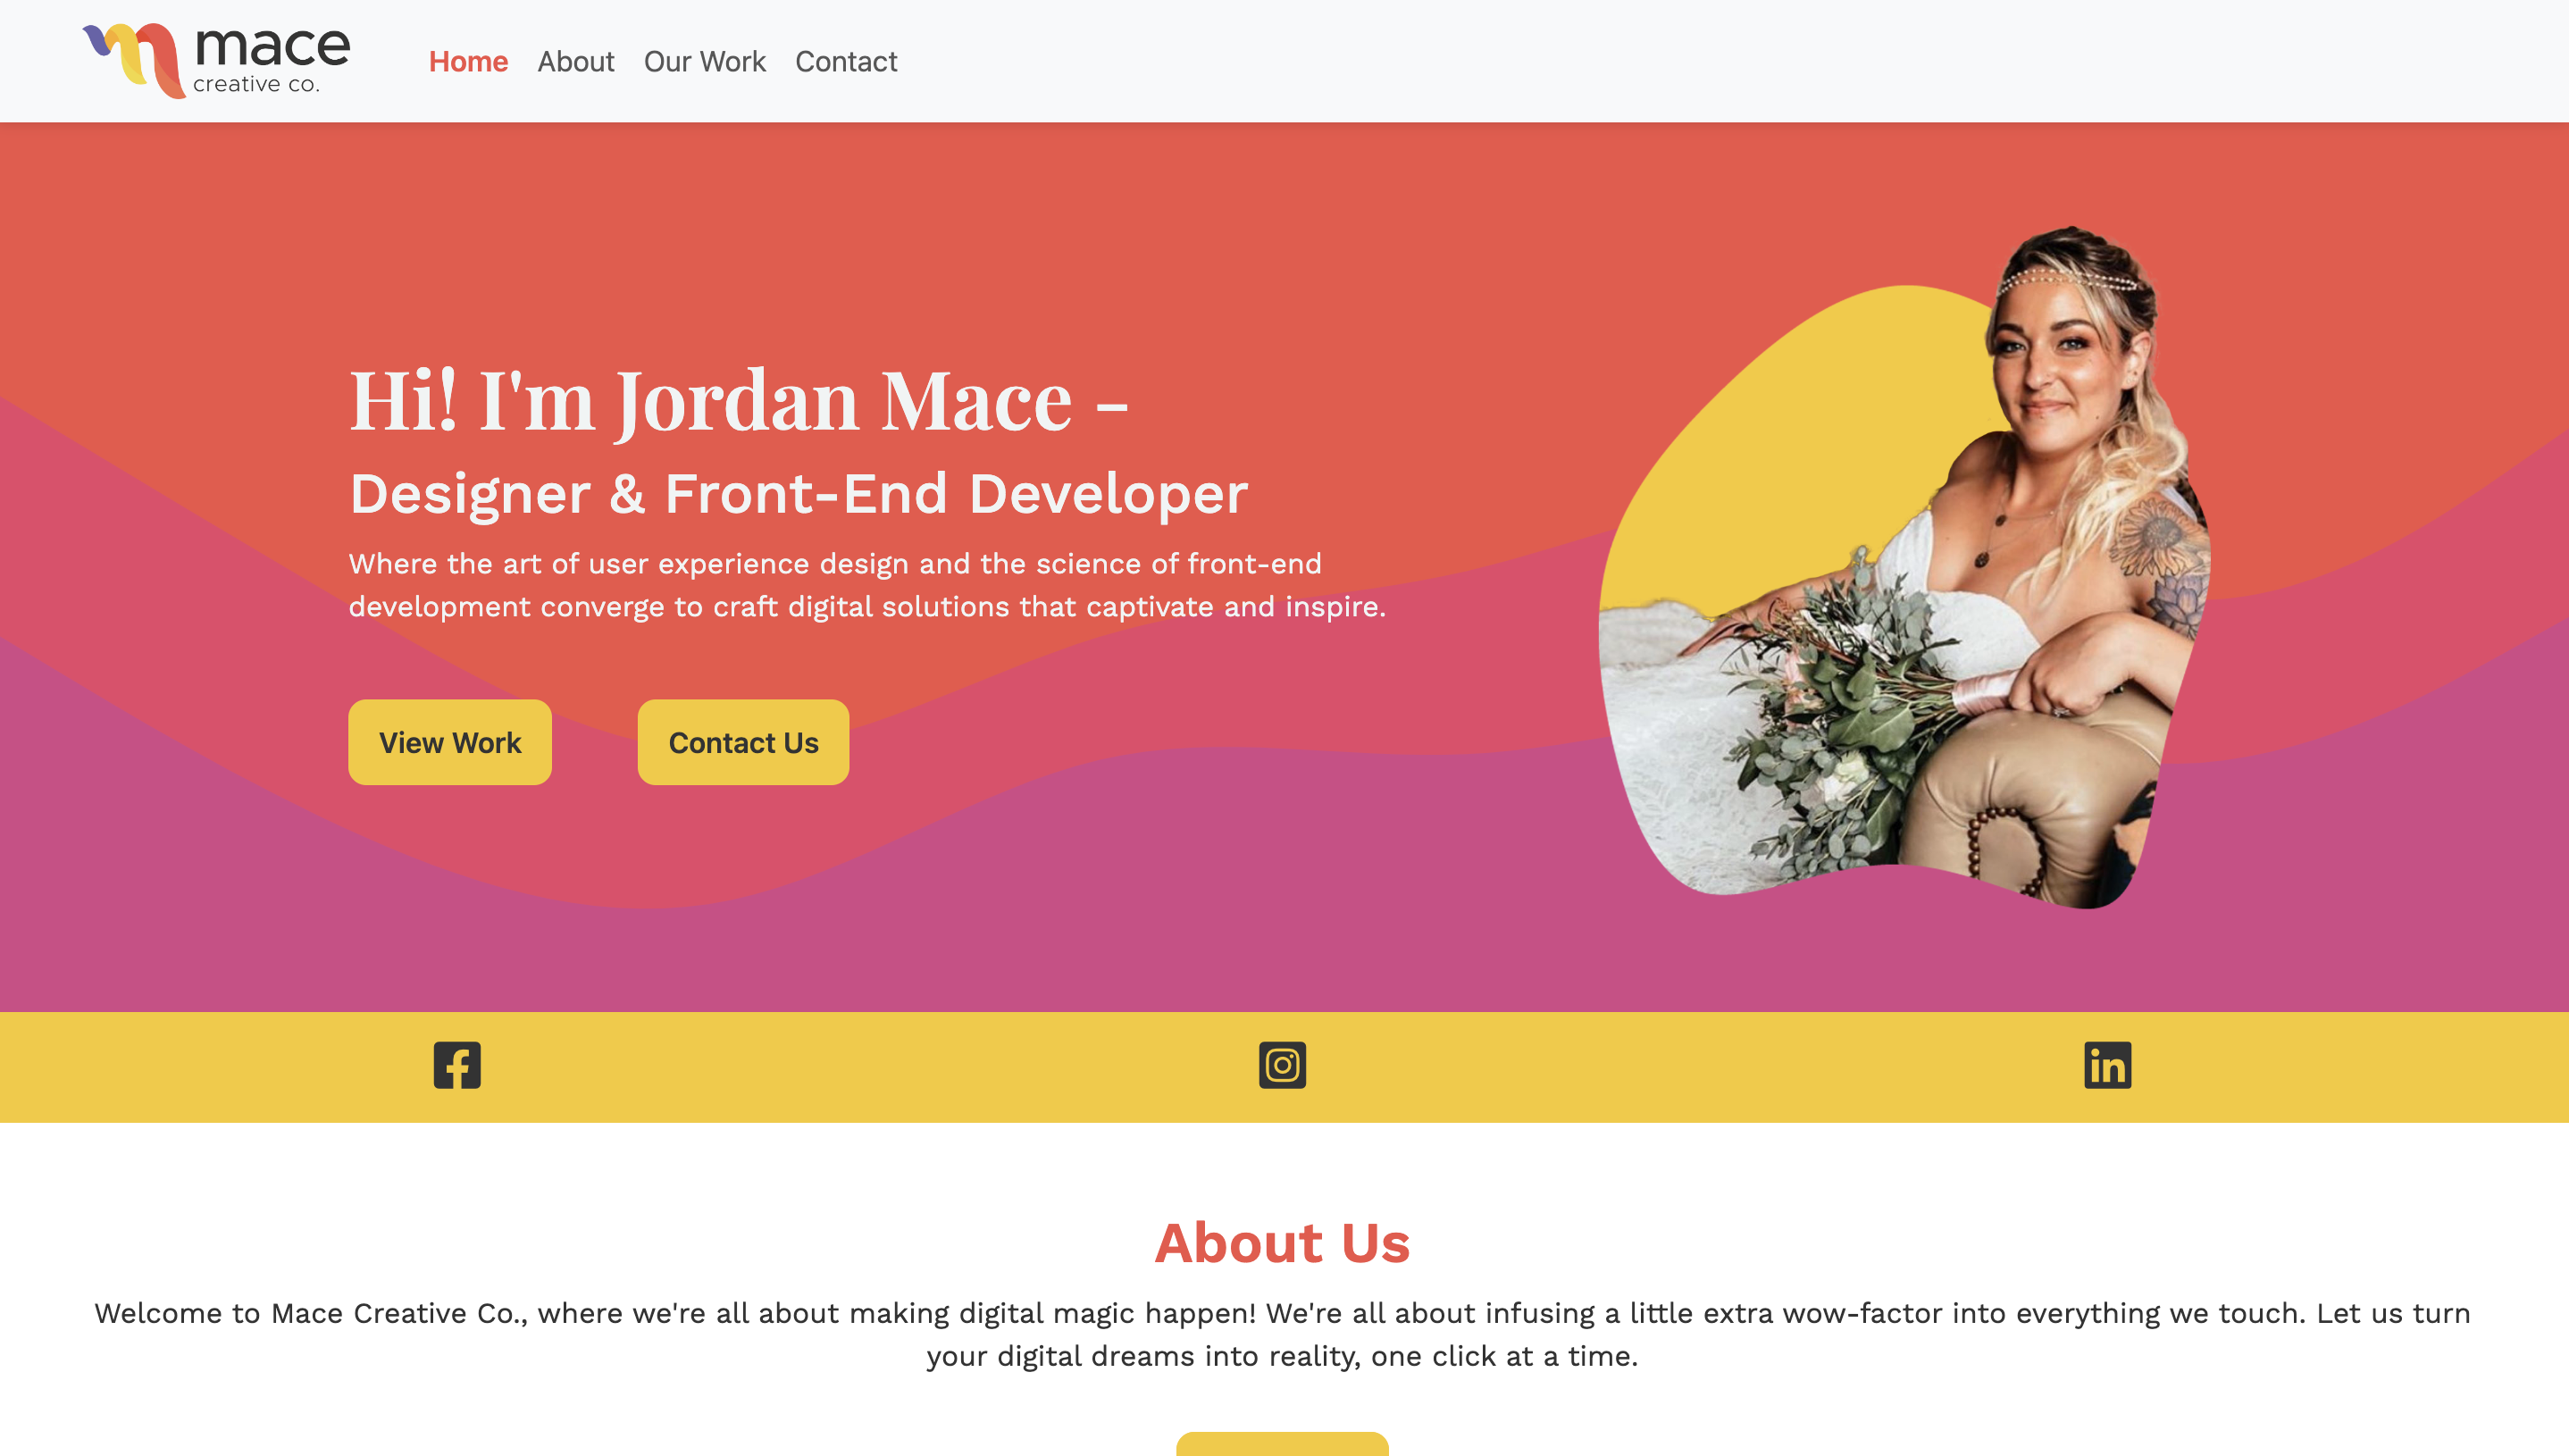 mace
creative co.
Home About Our Work Contact
Hi! I'm Jordan Mace -
Designer & Front-End Developer
Where the art of user experience design and the science of front-end
development converge to craft digital solutions that captivate and inspire.
View Work Contact Us
About Us
Welcome to Mace Creative Co., where we're all about making digital magic happen! We're all about infusing a little extra wow-factor into everything we touch. Let us turn
your digital dreams into reality, one click at a time.